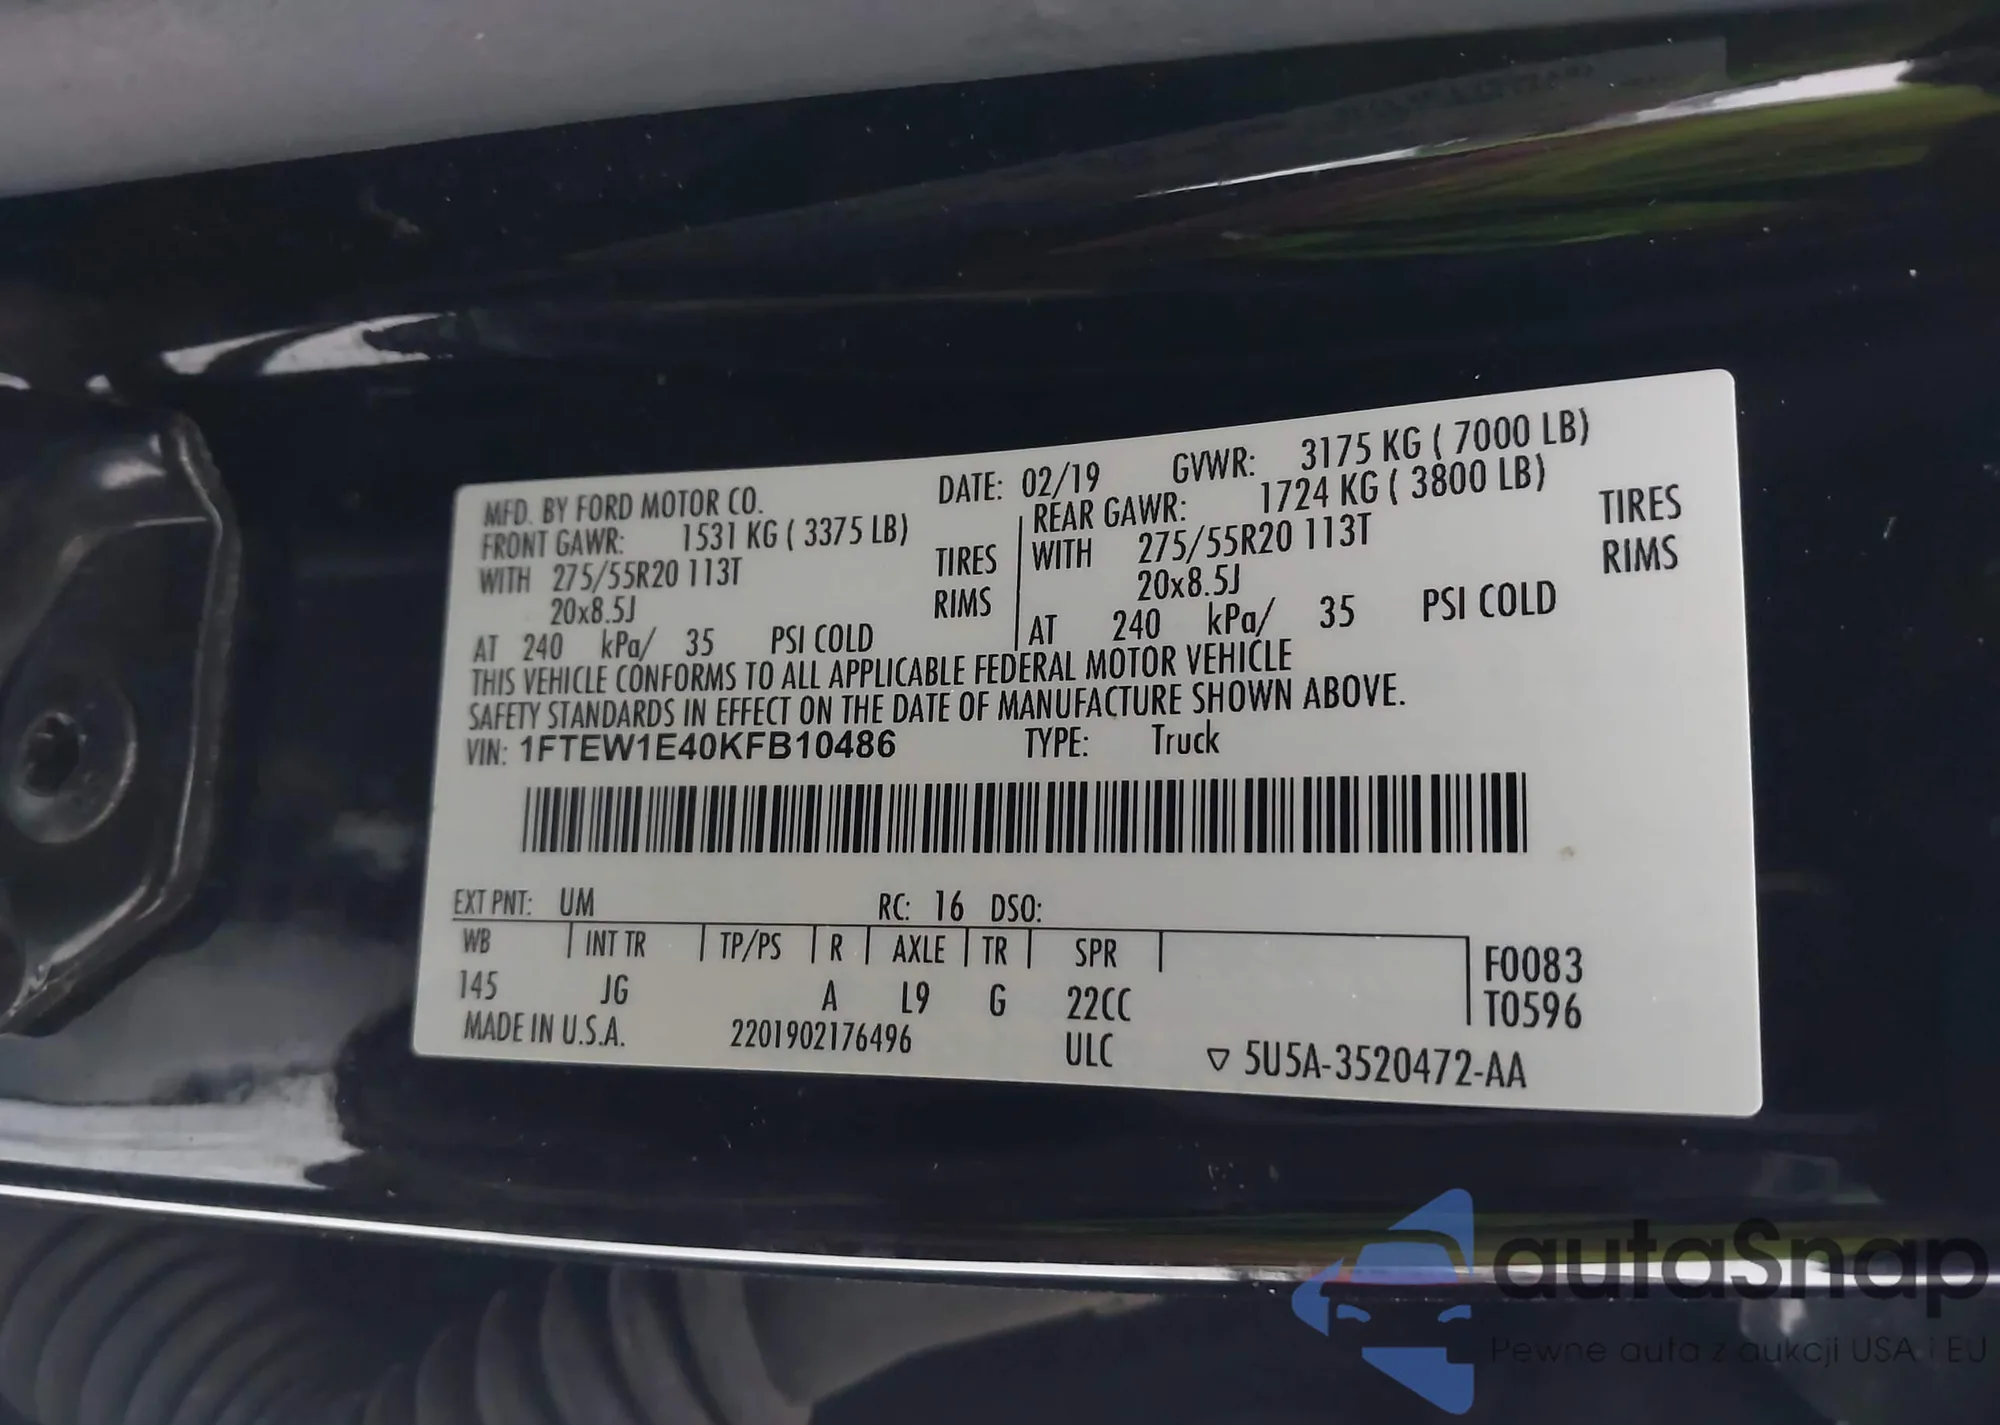 MFD. BY FORD MOTOR CO. DATE: 02/19 GVWR: 3175 KG ( 7000 LB)
FRONT GAWR: 1531 KG ( 3375 LB) REAR GAWR: 1724 KG ( 3800 LB)
WITH 275/55R20 113T TIRES WITH 275/55R20 113T TIRES
20x8.5J RIMS 20x8.5J RIMS
AT 240 kPa/ 35 PSI COLD AT 240 kPa/ 35 PSI COLD
THIS VEHICLE CONFORMS TO ALL APPLICABLE FEDERAL MOTOR VEHICLE
SAFETY STANDARDS IN EFFECT ON THE DATE OF MANUFACTURE SHOWN ABOVE.
VIN: 1FTEW1E40KFB10486 TYPE: Truck
EXT PNT: UM RC: 16 DSO:
WB INT TR TP/PS R AXLE TR SPR F0083
145 JG A L9 G 22CC T0596
MADE IN U.S.A. 2201902176496 ULC ▽ 5U5A-3520472-AA
autaSnap
Pewne auta z aukcji USA i EU